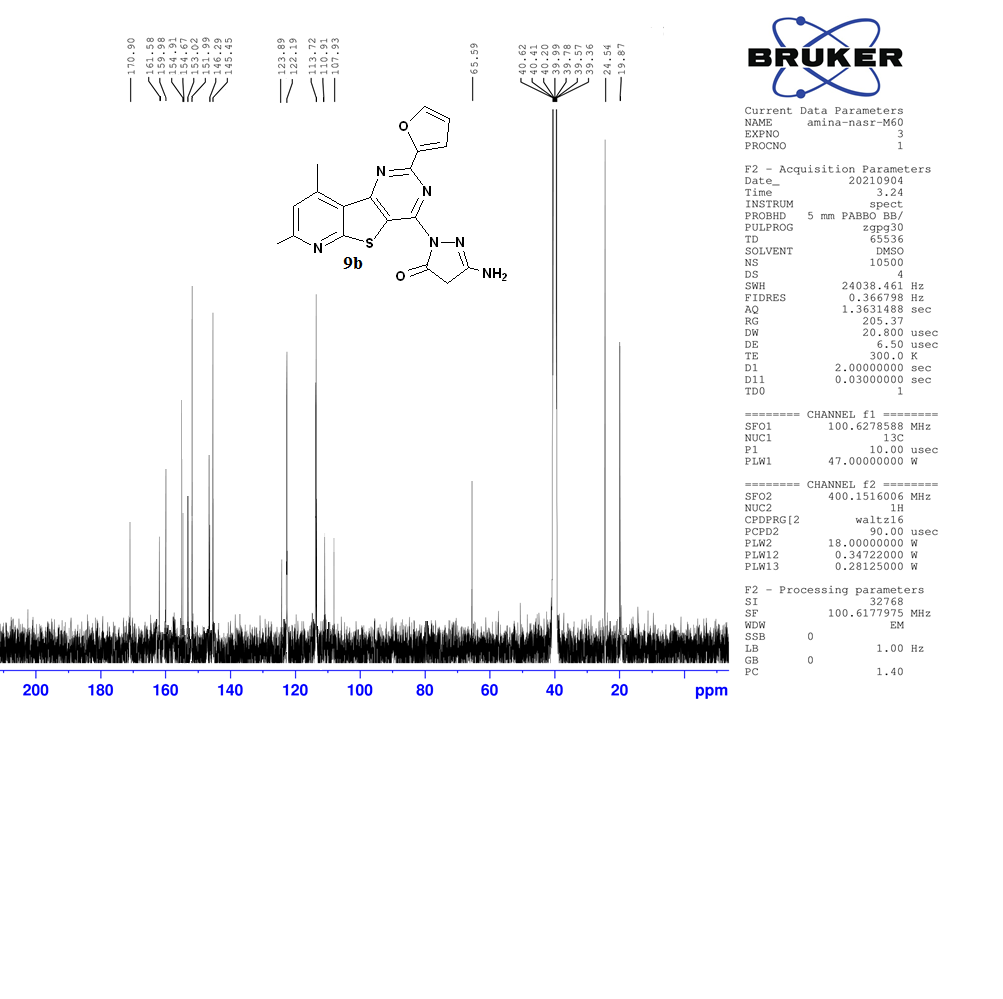 170.90
161.58
159.98
154.91
154.67
153.02
151.99
146.29
145.45
123.89
122.19
113.72
110.91
107.93
65.59
40.62
40.41
40.20
39.99
39.78
39.57
39.36
24.54
19.87
O
N
N
N
S
N
N
O
NH2
9b
200 180 160 140 120 100 80 60 40 20 ppm
BRUKER
Current Data Parameters
NAME amina-nasr-M60
EXPNO 3
PROCNO 1
F2 - Acquisition Parameters
Date_ 20210904
Time 3.24
INSTRUM spect
PROBHD 5 mm PABBO BB/
PULPROG zgpg30
TD 65536
SOLVENT DMSO
NS 10500
DS 4
SWH 24038.461 Hz
FIDRES 0.366798 Hz
AQ 1.3631488 sec
RG 205.37
DW 20.800 usec
DE 6.50 usec
TE 300.0 K
D1 2.00000000 sec
D11 0.03000000 sec
TD0 1
======== CHANNEL f1 ========
SFO1 100.6278588 MHz
NUC1 13C
P1 10.00 usec
PLW1 47.00000000 W
======== CHANNEL f2 ========
SFO2 400.1516006 MHz
NUC2 1H
CPDPRG[2 waltz16
PCPD2 90.00 usec
PLW2 18.00000000 W
PLW12 0.34722000 W
PLW13 0.28125000 W
F2 - Processing parameters
SI 32768
SF 100.6177975 MHz
WDW EM
SSB 0
LB 1.00 Hz
GB 0
PC 1.40